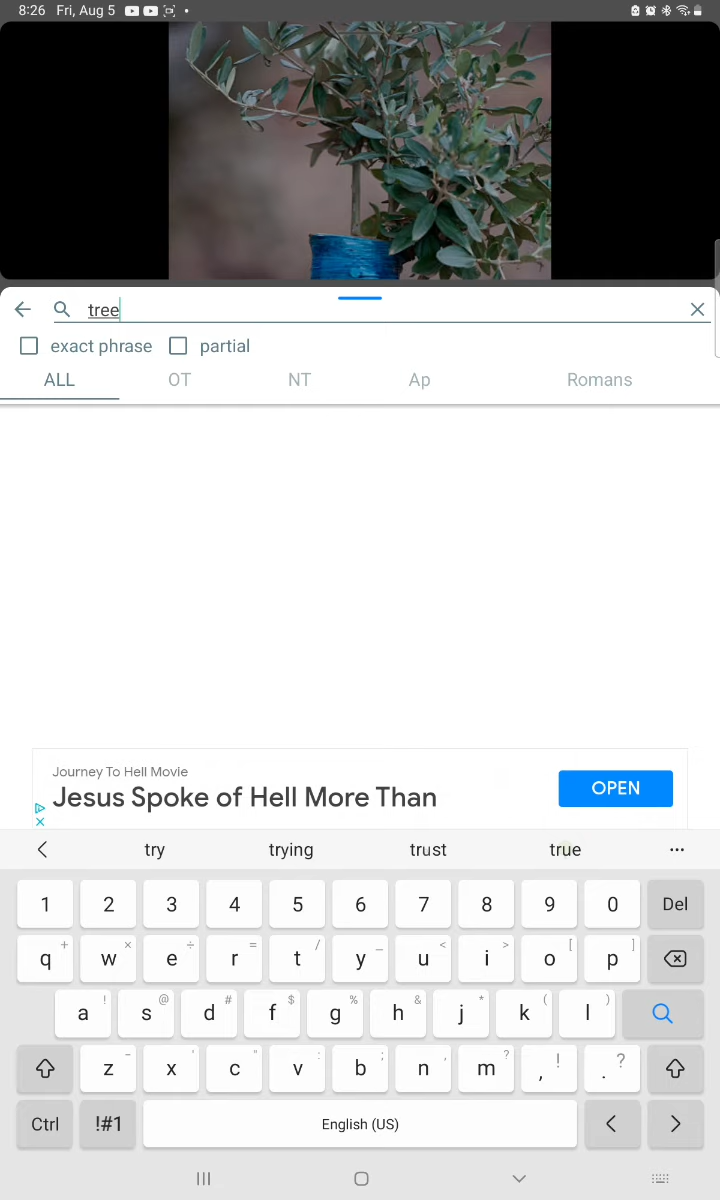 8:26 Fri, Aug 5
tree
exact phrase partial
ALL OT NT Ap Romans
Journey To Hell Movie
Jesus Spoke of Hell More Than
OPEN
try trying trust true ...
1 2 3 4 5 6 7 8 9 0 Del
q + w × e ÷ r = t / y _ u < i > o [ p ]
a ! s @ d # f $ g % h & j * k ( l )
z - x ' c " v : b ; n , m ? , ! . ?
Ctrl !#1 English (US) < >